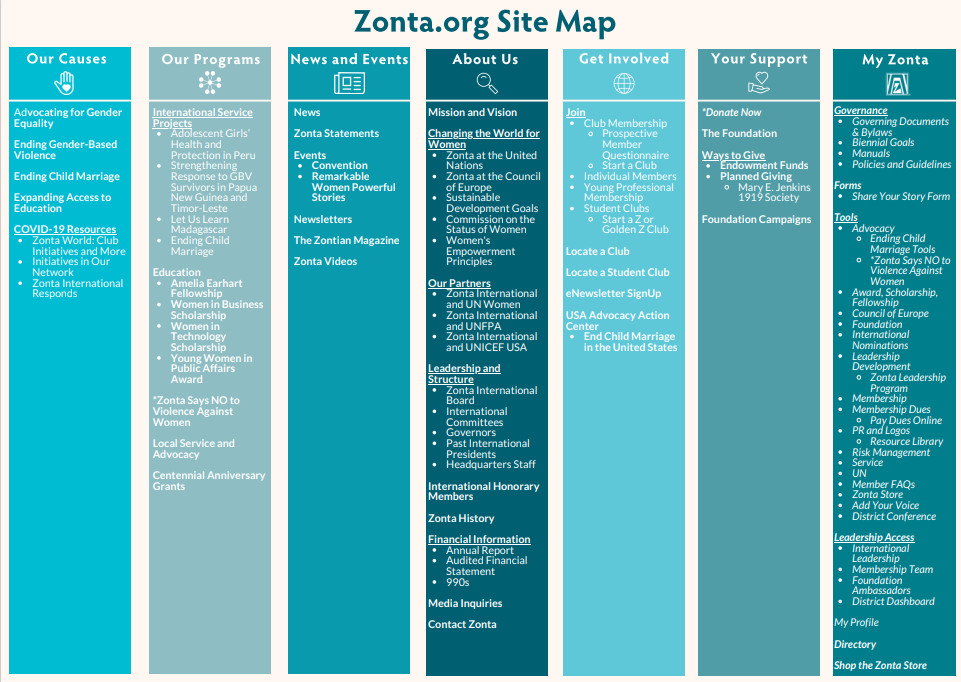 Zonta.org Site Map
Our Causes
Advocating for Gender
Equality
Ending Gender-Based
Violence
Ending Child Marriage
Expanding Access to
Education
COVID-19 Resources
• Zonta World: Club
Initiatives and More
• Initiatives in Our
Network
• Zonta International
Responds
Our Programs
International Service
Projects
• Adolescent Girls'
Health and
Protection in Peru
• Strengthening
Response to GBV
Survivors in Papua
New Guinea and
Timor-Leste
• Let Us Learn
Madagascar
• Ending Child
Marriage
Education
• Amelia Earhart
Fellowship
• Women in Business
Scholarship
• Women in
Technology
Scholarship
• Young Women in
Public Affairs
Award
*Zonta Says NO to
Violence Against
Women
Local Service and
Advocacy
Centennial Anniversary
Grants
News and Events
News
Zonta Statements
Events
• Convention
• Remarkable
Women Powerful
Stories
Newsletters
The Zontian Magazine
Zonta Videos
About Us
Mission and Vision
Changing the World for
Women
• Zonta at the United
Nations
• Zonta at the Council
of Europe
• Sustainable
Development Goals
• Commission on the
Status of Women
• Women's
Empowerment
Principles
Our Partners
• Zonta International
and UN Women
• Zonta International
and UNFPA
• Zonta International
and UNICEF USA
Leadership and
Structure
• Zonta International
Board
• International
Committees
• Governors
• Past International
Presidents
• Headquarters Staff
International Honorary
Members
Zonta History
Financial Information
• Annual Report
• Audited Financial
Statement
• 990s
Media Inquiries
Contact Zonta
Get Involved
Join
• Club Membership
○ Prospective
Member
Questionnaire
○ Start a Club
• Individual Members
• Young Professional
Membership
• Student Clubs
○ Start a Z or
Golden Z Club
Locate a Club
Locate a Student Club
eNewsletter SignUp
USA Advocacy Action
Center
• End Child Marriage
in the United States
Your Support
*Donate Now
The Foundation
Ways to Give
• Endowment Funds
• Planned Giving
○ Mary E. Jenkins
1919 Society
Foundation Campaigns
My Zonta
Governance
• Governing Documents
& Bylaws
• Biennial Goals
• Manuals
• Policies and Guidelines
Forms
• Share Your Story Form
Tools
• Advocacy
○ Ending Child
Marriage Tools
○ *Zonta Says NO to
Violence Against
Women
• Award, Scholarship,
Fellowship
• Council of Europe
• Foundation
• International
Nominations
• Leadership
Development
○ Zonta Leadership
Program
• Membership
• Membership Dues
○ Pay Dues Online
• PR and Logos
○ Resource Library
• Risk Management
• Service
• UN
• Member FAQs
• Zonta Store
• Add Your Voice
• District Conference
Leadership Access
• International
Leadership
• Membership Team
• Foundation
Ambassadors
• District Dashboard
My Profile
Directory
Shop the Zonta Store